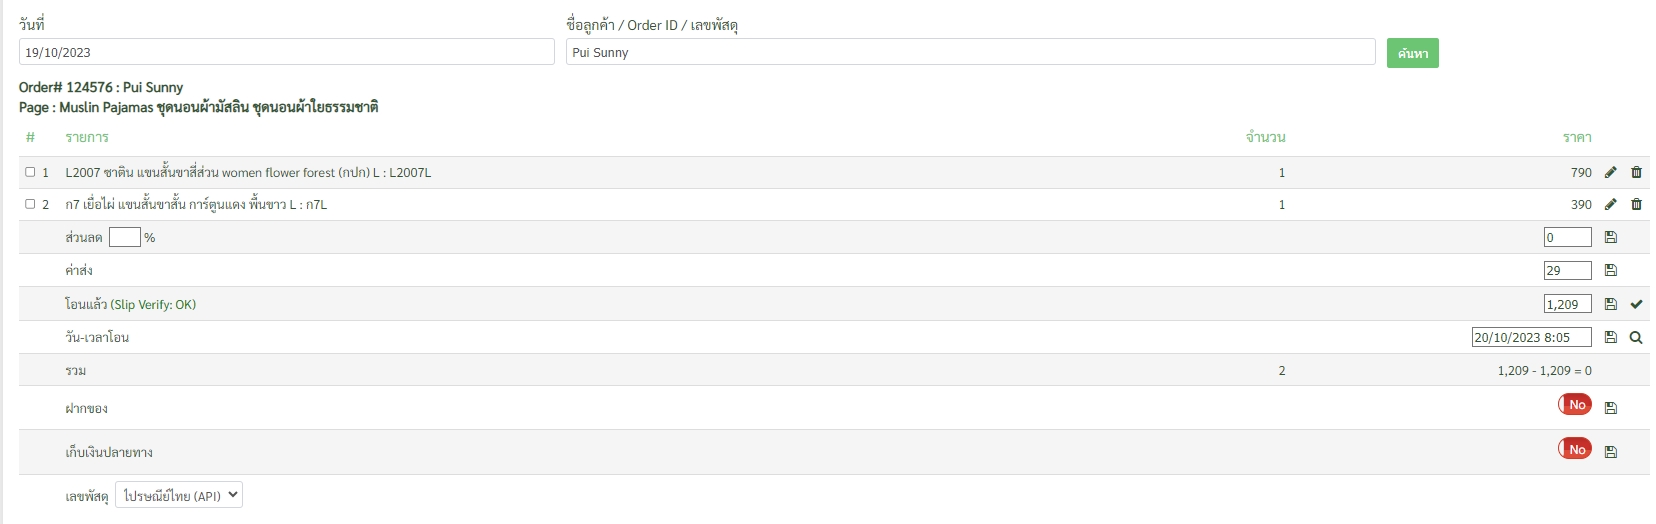 วันที่ ชื่อลูกค้า / Order ID / เลขพัสดุ
19/10/2023 Pui Sunny ค้นหา
Order# 124576 : Pui Sunny
Page : Muslin Pajamas ชุดนอนผ้ามัสลิน ชุดนอนผ้าใยธรรมชาติ
# รายการ จำนวน ราคา
1 L2007 ซาติน แขนสั้นขาสี่ส่วน women flower forest (กปก) L : L2007L 1 790
2 ก7 เยื่อไผ่ แขนสั้นขาสั้น การ์ตูนแดง พื้นขาว L : ก7L 1 390
ส่วนลด % 0
ค่าส่ง 29
โอนแล้ว (Slip Verify: OK) 1,209
วัน-เวลาโอน 20/10/2023 8:05
รวม 2 1,209 - 1,209 = 0
ฝากของ No
เก็บเงินปลายทาง No
เลขพัสดุ ไปรษณีย์ไทย (API)